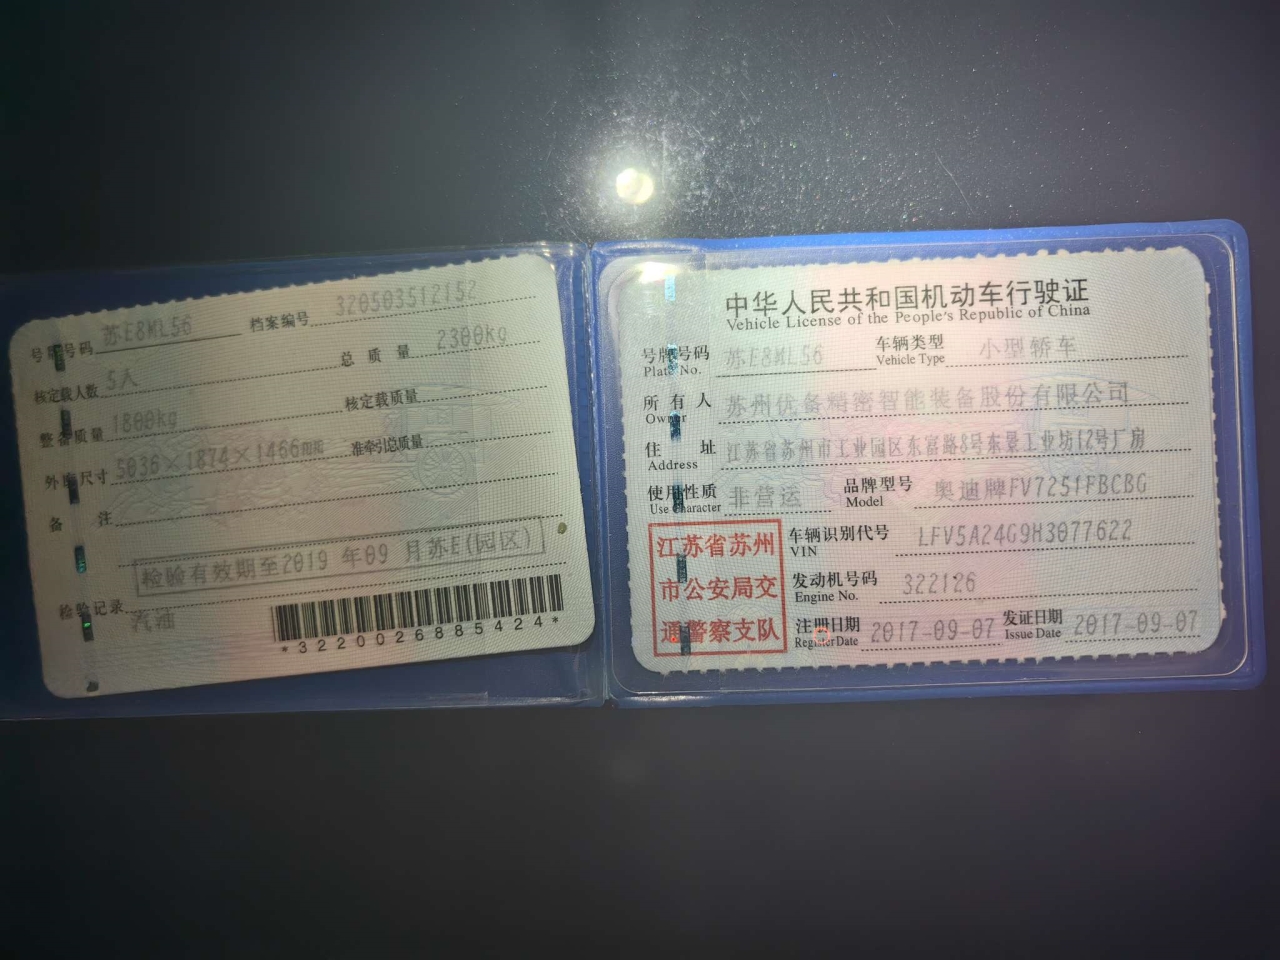 号牌号码 苏E8ML56 档案编号 320503512152
核定载人数 5人 总质量 2300kg
整备质量 1800kg 核定载质量
外廓尺寸 5036×1874×1466mm 准牵引总质量
备注
检验有效期至2019年09月苏E(园区)
检验记录
汽油
*3220026885424*
中华人民共和国机动车行驶证
Vehicle License of the People's Republic of China
号牌号码 苏E8ML56 车辆类型 小型轿车
Plate No. Vehicle Type
所有人 苏州优备精密智能装备股份有限公司
Owner
住址 江苏省苏州市工业园区东富路8号东景工业坊12号厂房
Address
使用性质 非营运 品牌型号 奥迪牌FV7251FBCBG
Use Character Model
江苏省苏州
市公安局交
通警察支队
车辆识别代号 LFV5A24G9H3077622
VIN
发动机号码 322126
Engine No.
注册日期 2017-09-07 发证日期 2017-09-07
Register Date Issue Date